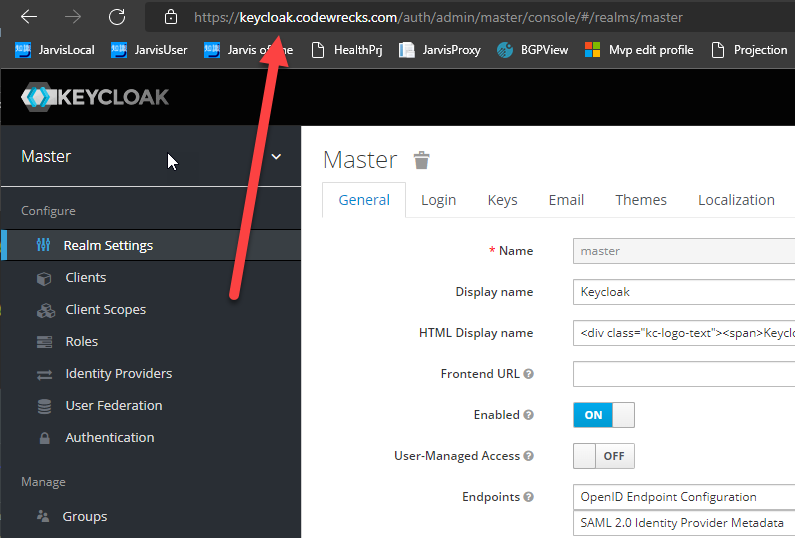 https://keycloak.codewrecks.com/auth/admin/master/console/#/realms/master
JarvisLocal JarvisUser Jarvis HealthPrj JarvisProxy BGPView Mvp edit profile Projection
KEYCLOAK
Master
Configure
Realm Settings
Clients
Client Scopes
Roles
Identity Providers
User Federation
Authentication
Manage
Groups
Master
General Login Keys Email Themes Localization
* Name master
Display name Keycloak
HTML Display name <div class="kc-logo-text"><span>Keyclo
Frontend URL
Enabled ON
User-Managed Access OFF
Endpoints OpenID Endpoint Configuration
SAML 2.0 Identity Provider Metadata